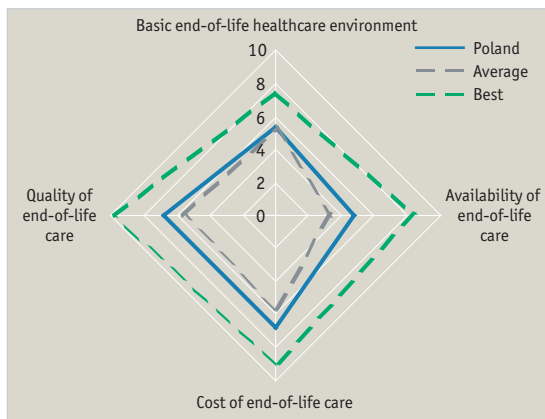 Basic end-of-life healthcare environment
10
8
6
4
2
0
Poland
Average
Best
Quality of
end-of-life
care
Availability of
end-of-life
care
Cost of end-of-life care